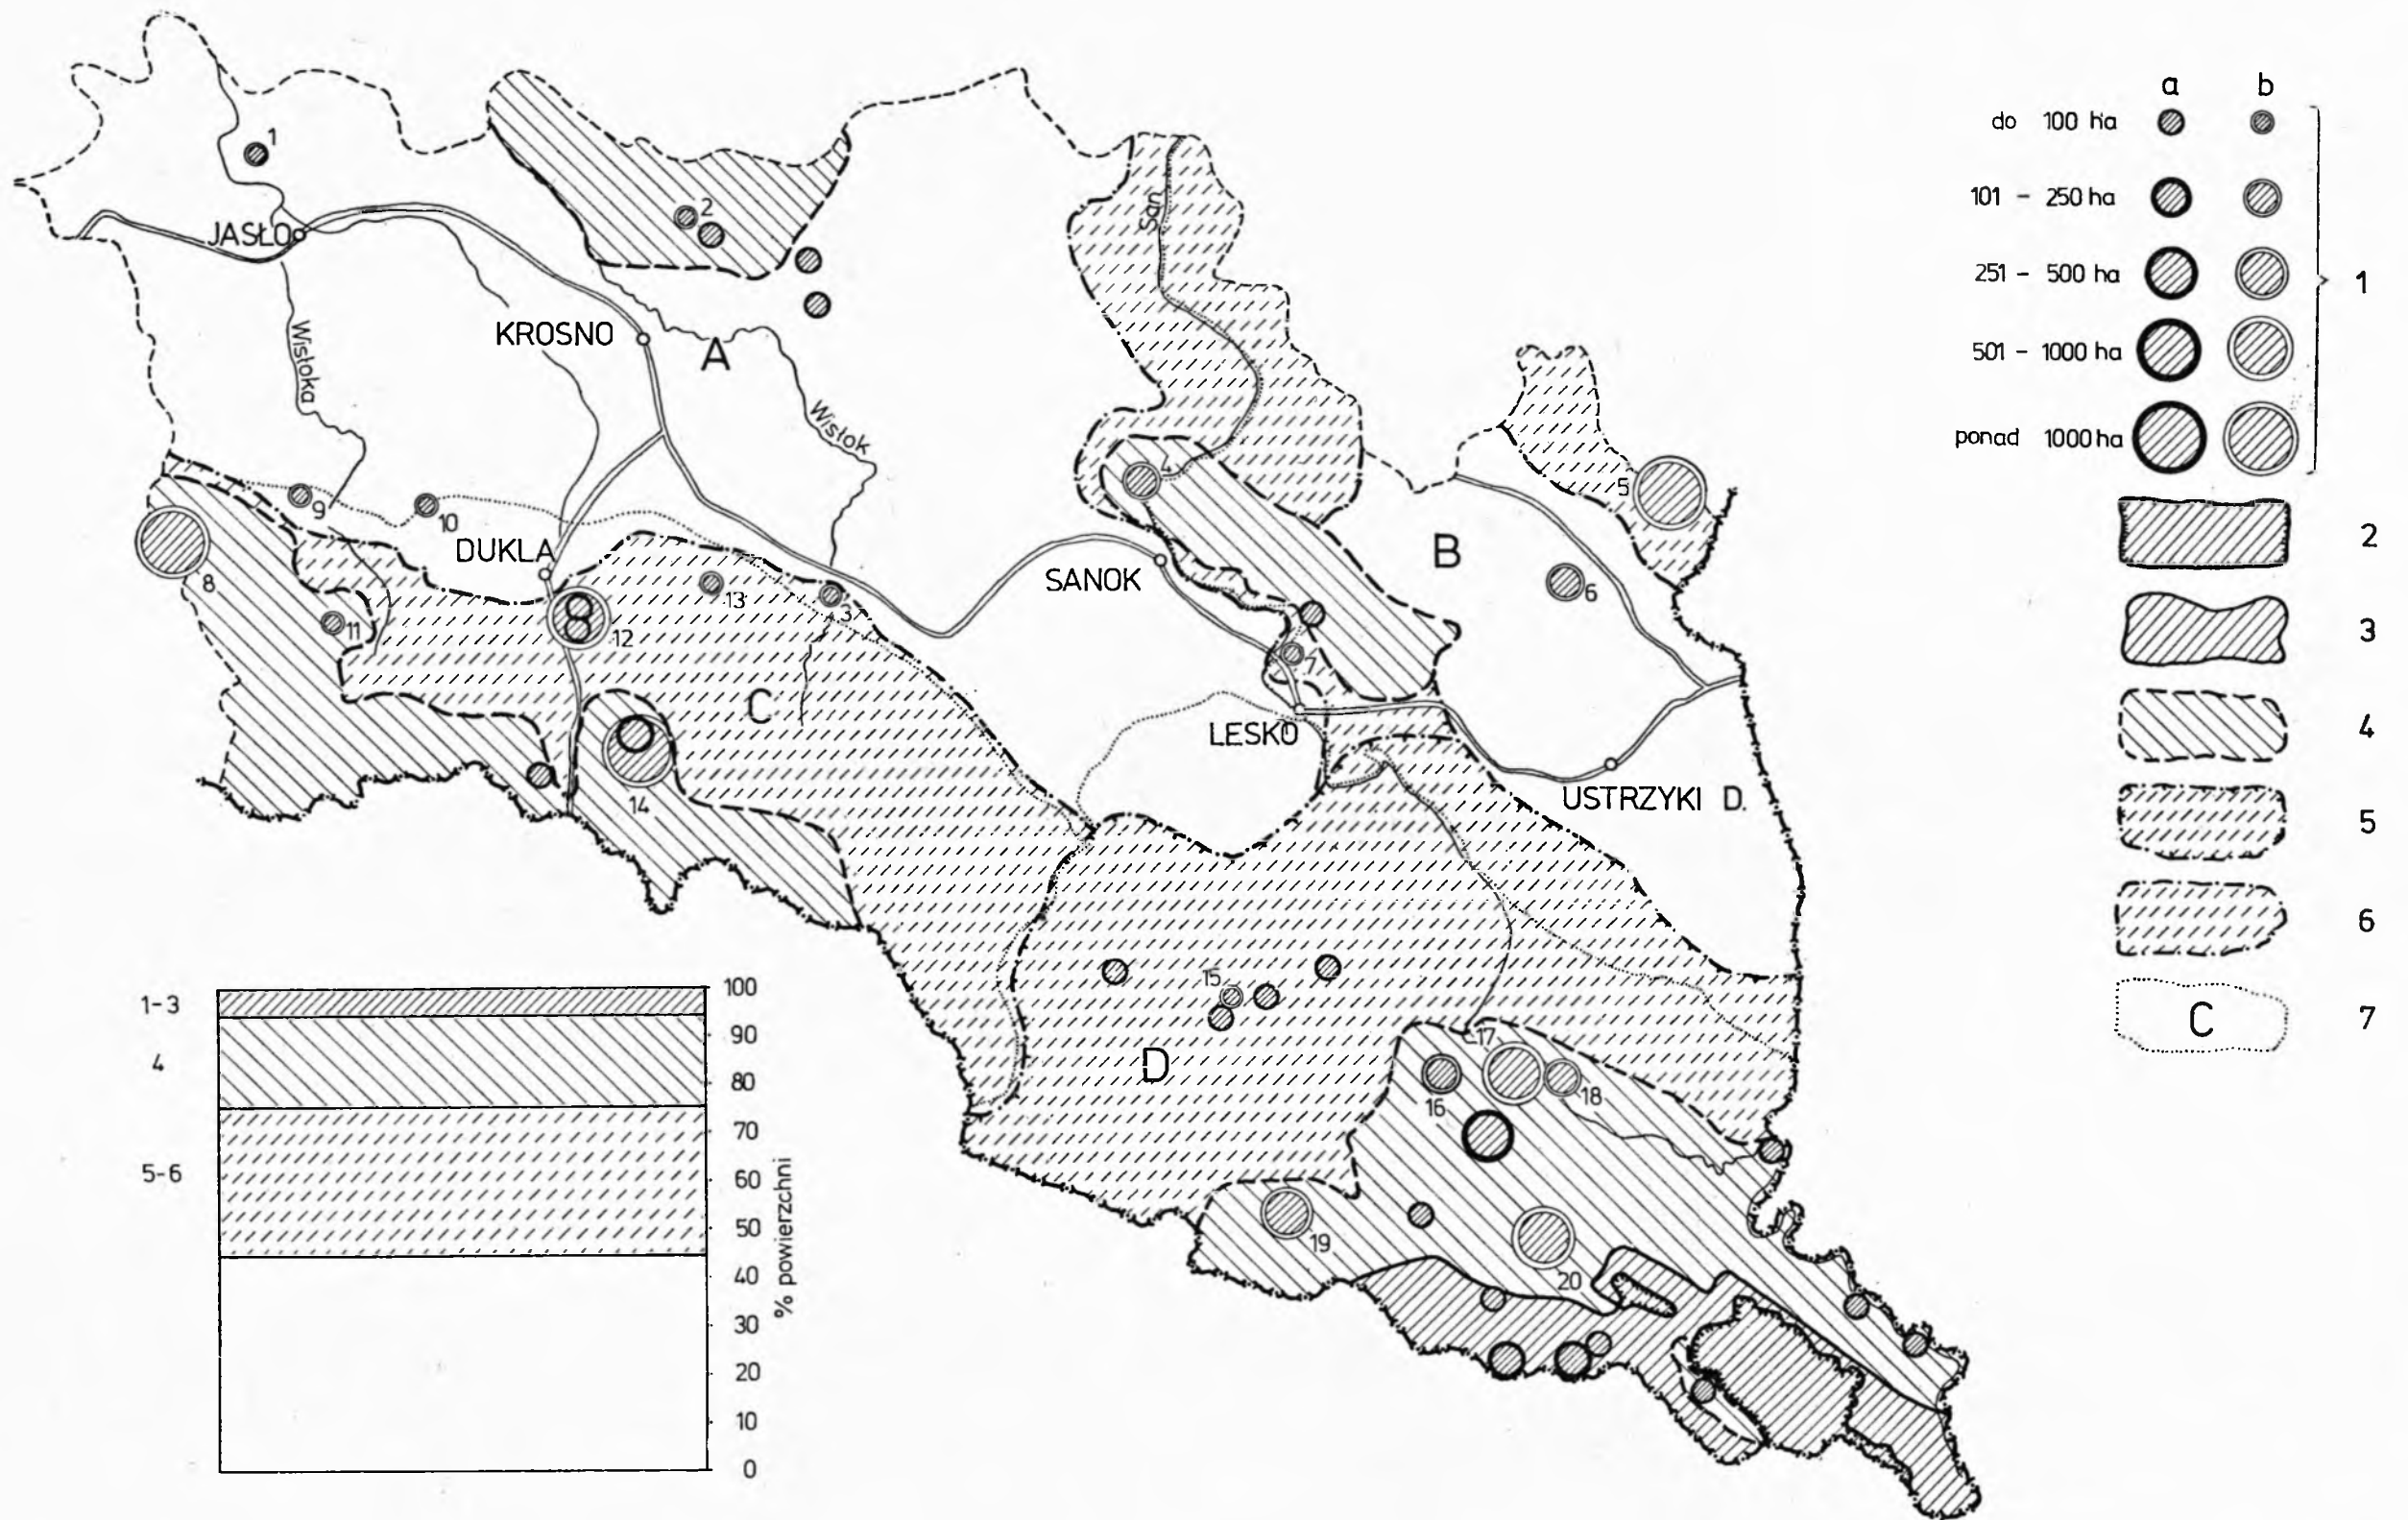 a b
do 100 ha
101 - 250 ha
251 - 500 ha
501 - 1000 ha
ponad 1000 ha
1
2
3
4
5
6
7
C
1
JASŁO
2
San
KROSNO
A
Wisłoka
Wisłok
4
5
9
10
DUKLA
B
SANOK
6
8
11
12
13
3
7
C
LESKO
14
USTRZYKI D.
15
D
17
16
18
19
20
1-3
4
5-6
100
90
80
70
60
50
40
30
20
10
0
% powierzchni